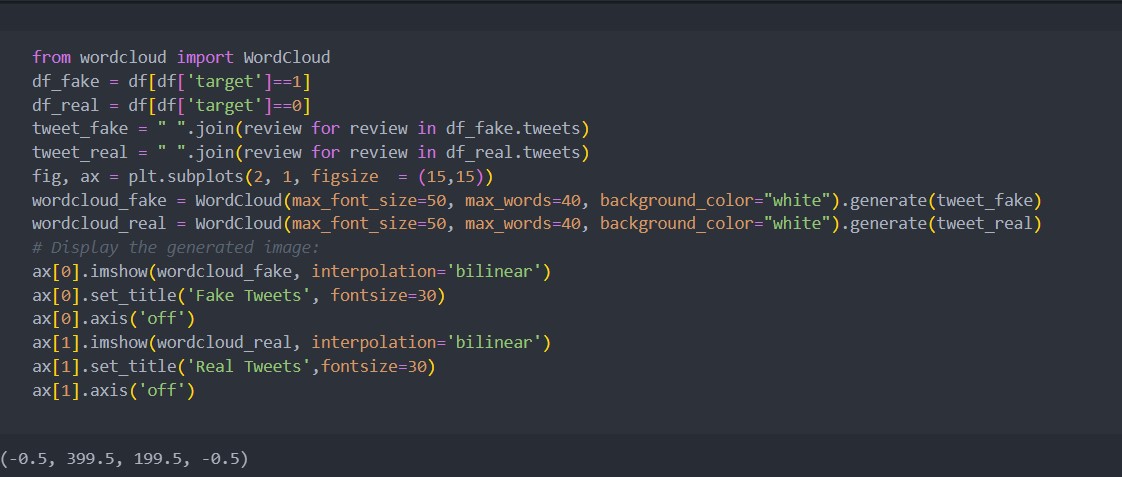 from wordcloud import WordCloud
df_fake = df[df['target']==1]
df_real = df[df['target']==0]
tweet_fake = " ".join(review for review in df_fake.tweets)
tweet_real = " ".join(review for review in df_real.tweets)
fig, ax = plt.subplots(2, 1, figsize  = (15,15))
wordcloud_fake = WordCloud(max_font_size=50, max_words=40, background_color="white").generate(tweet_fake)
wordcloud_real = WordCloud(max_font_size=50, max_words=40, background_color="white").generate(tweet_real)
# Display the generated image:
ax[0].imshow(wordcloud_fake, interpolation='bilinear')
ax[0].set_title('Fake Tweets', fontsize=30)
ax[0].axis('off')
ax[1].imshow(wordcloud_real, interpolation='bilinear')
ax[1].set_title('Real Tweets',fontsize=30)
ax[1].axis('off')
(-0.5, 399.5, 199.5, -0.5)